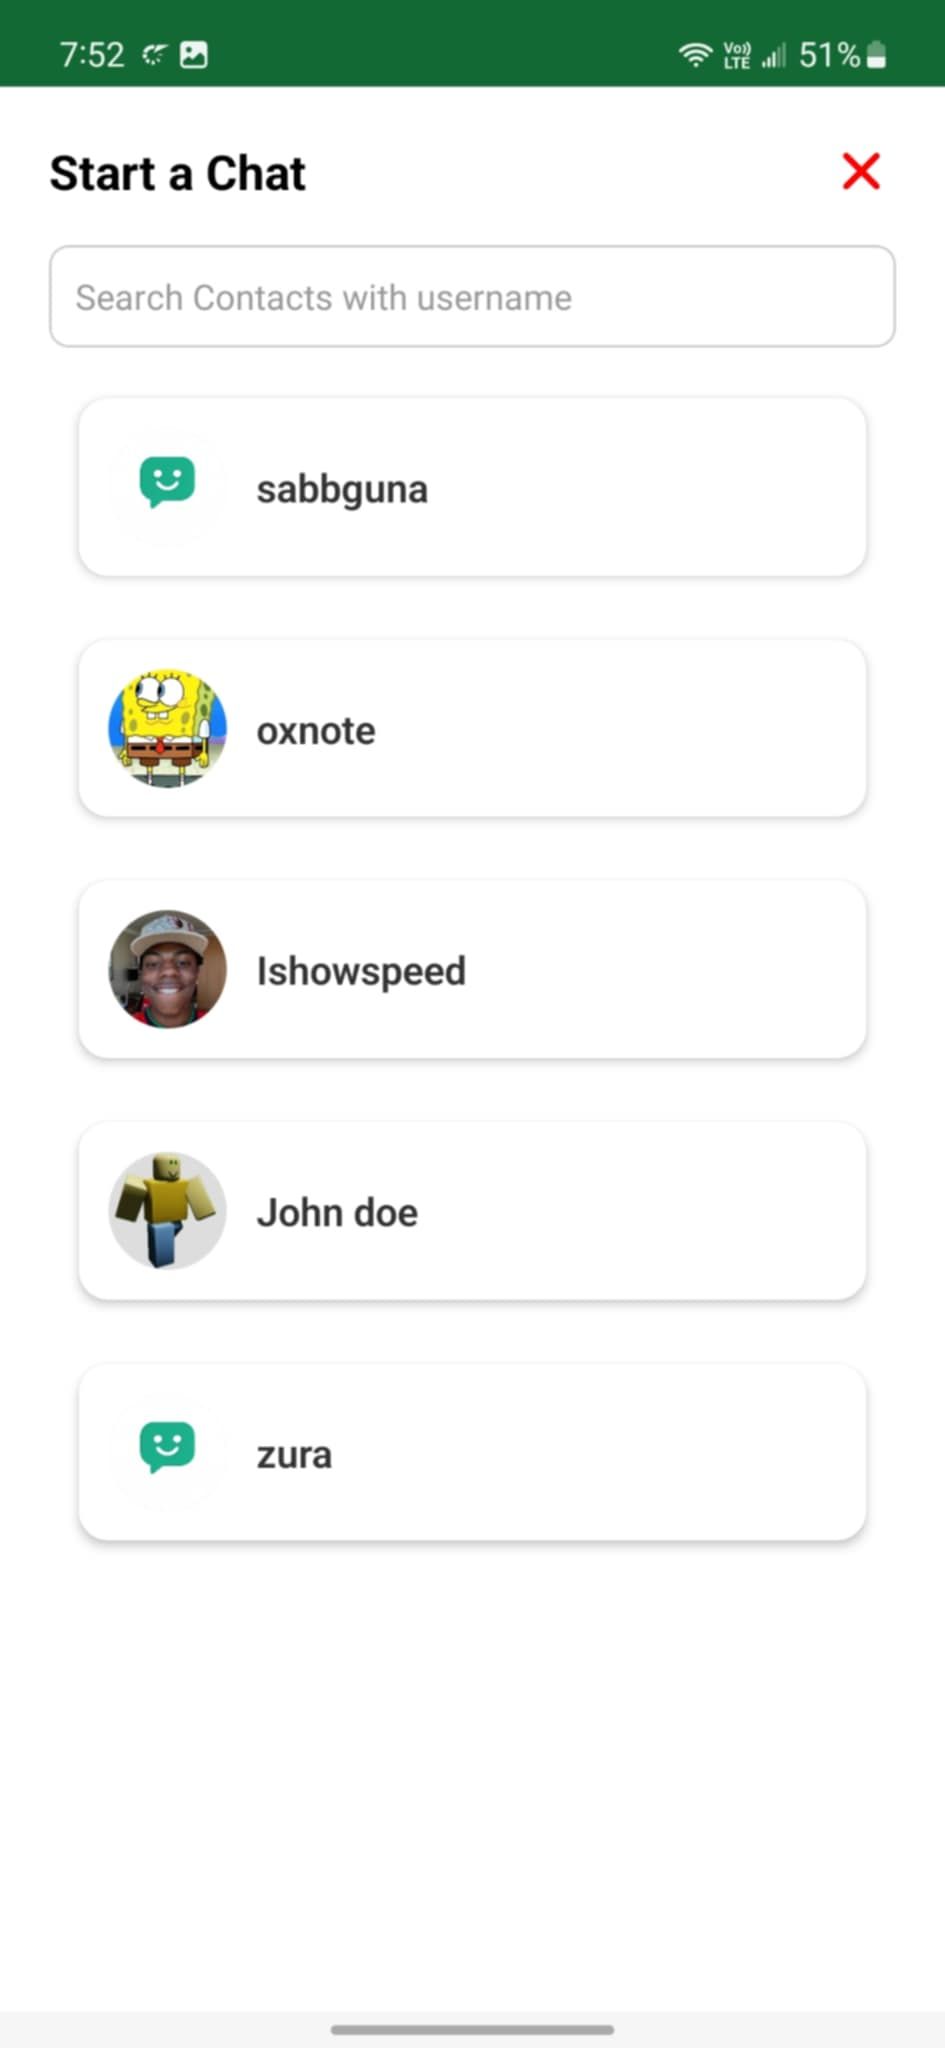 7:52 Vo)) LTE 51%
Start a Chat
Search Contacts with username
sabbguna
oxnote
Ishowspeed
John doe
zura